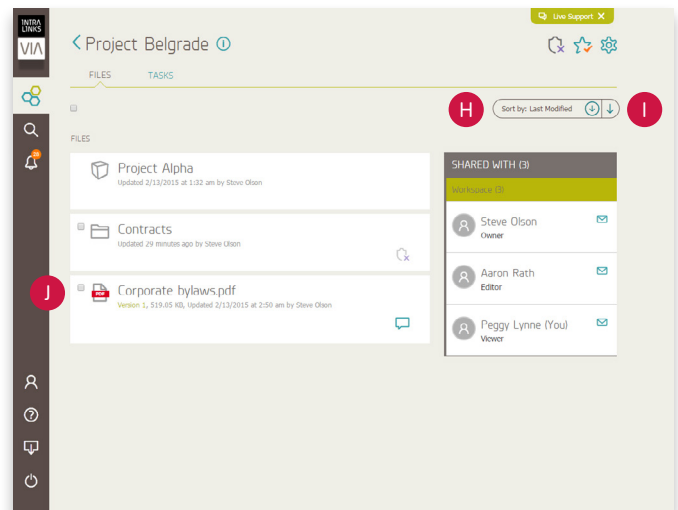 INTRA
LINKS
VIA
Live Support X
Project Belgrade
FILES
TASKS
H
Sort by: Last Modified
I
FILES
Project Alpha
Updated 2/13/2015 at 1:32 am by Steve Olson
Contracts
Updated 29 minutes ago by Steve Olson
J
PDF
Corporate bylaws.pdf
Version 1, 519.85 KB, Updated 2/13/2015 at 2:50 am by Steve Olson
SHARED WITH (3)
Workspace (3)
Steve Olson
Owner
Aaron Rath
Editor
Peggy Lynne (You)
Viewer